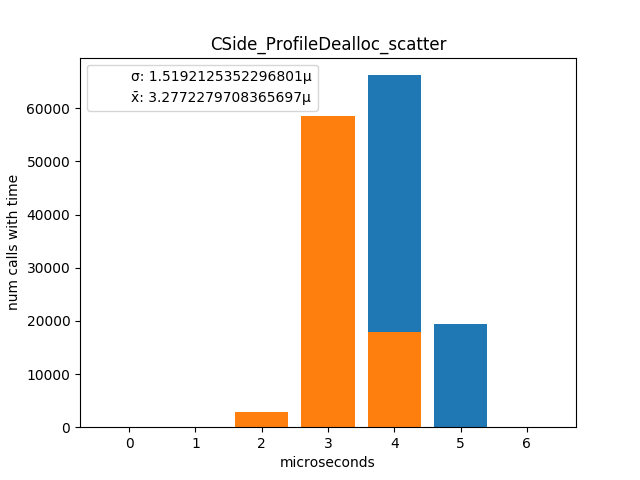 CSide_ProfileDealloc_scatter
σ: 1.5192125352296801µ
x̄: 3.2772279708365697µ
num calls with time
60000
50000
40000
30000
20000
10000
0
0 1 2 3 4 5 6
microseconds